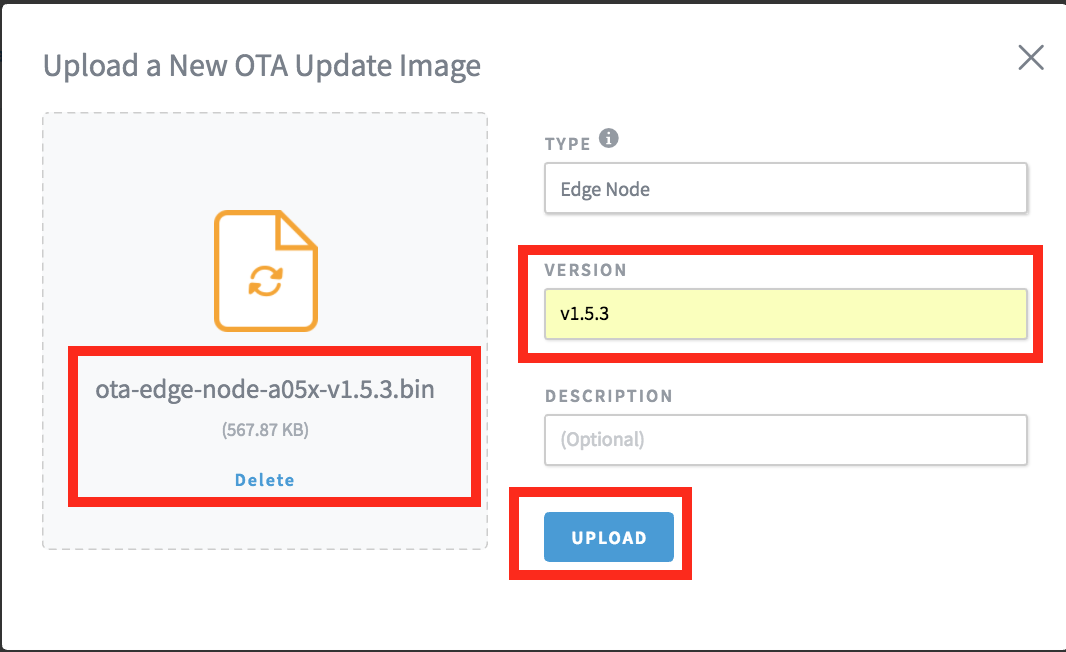 Upload a New OTA Update Image
ota-edge-node-a05x-v1.5.3.bin
(567.87 KB)
Delete
TYPE
Edge Node
VERSION
v1.5.3
DESCRIPTION
(Optional)
UPLOAD